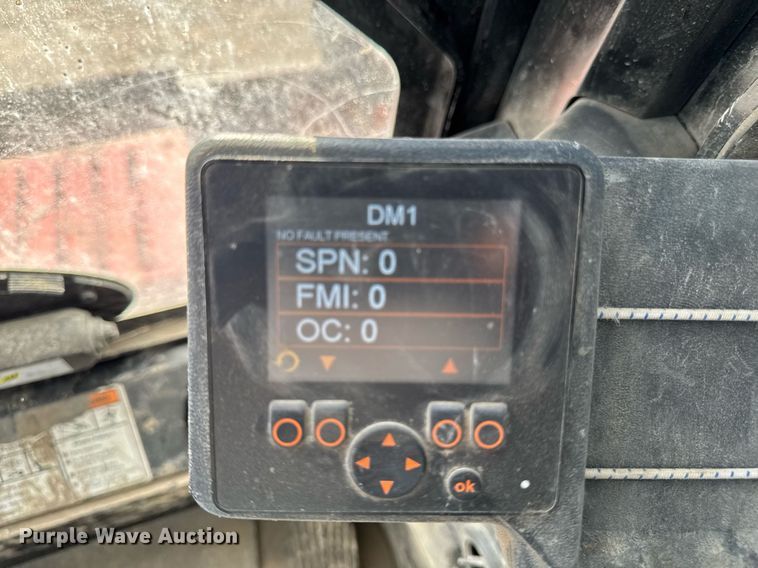 DM1
NO FAULT PRESENT
SPN: 0
FMI: 0
OC: 0
ok
Purple Wave Auction